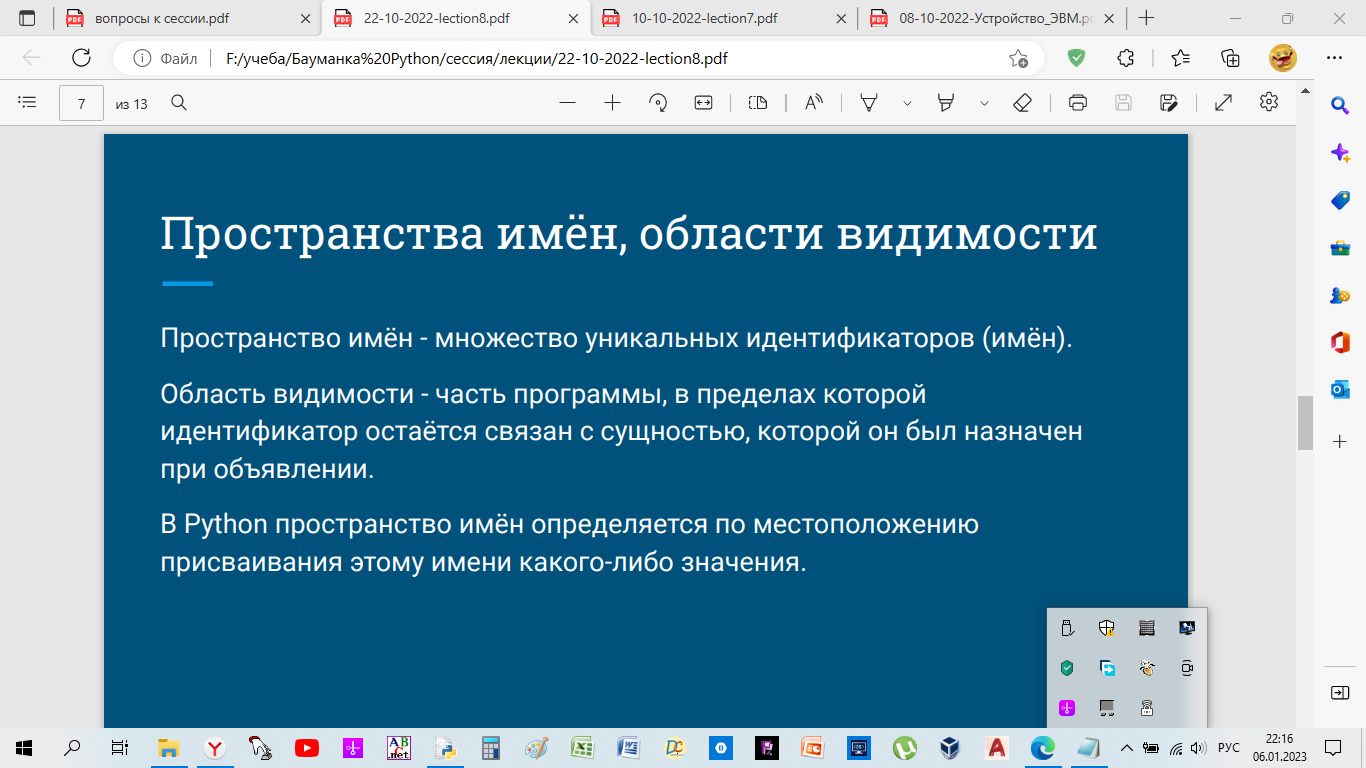 вопросы к сессии.pdf
22-10-2022-lection8.pdf
10-10-2022-lection7.pdf
08-10-2022-Устройство_ЭВМ.pd
Файл
F:/учеба/Бауманка%20Python/сессия/лекции/22-10-2022-lection8.pdf
7 из 13
Пространства имён, области видимости
Пространство имён - множество уникальных идентификаторов (имён).
Область видимости - часть программы, в пределах которой
идентификатор остаётся связан с сущностью, которой он был назначен
при объявлении.
В Python пространство имён определяется по местоположению
присваивания этому имени какого-либо значения.
РУС
22:16
06.01.2023